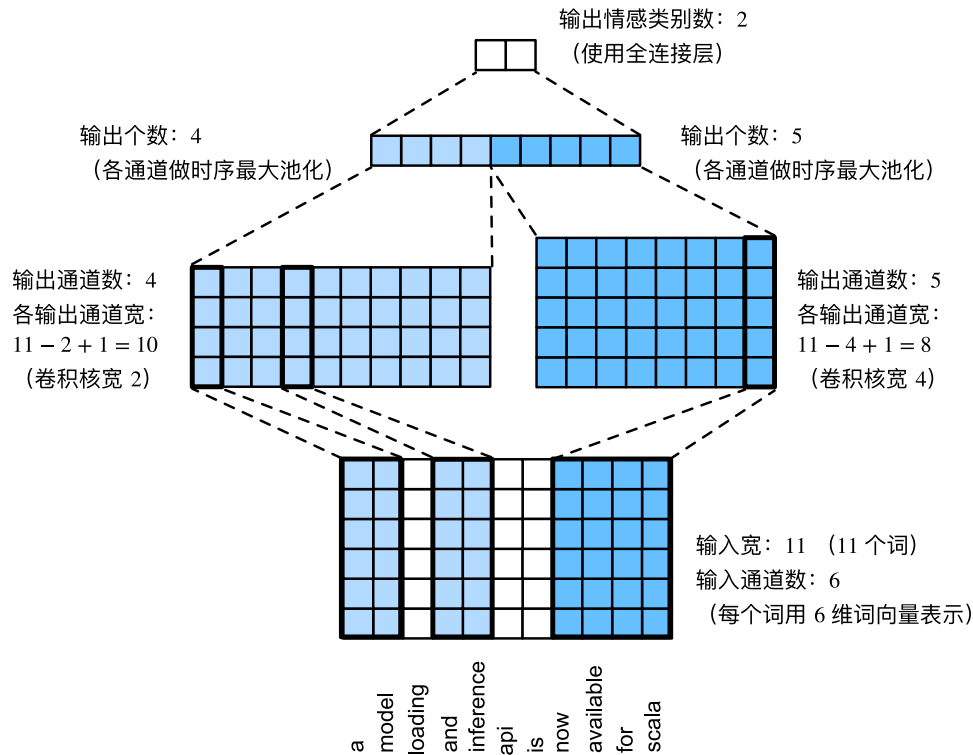 输出情感类别数：2
（使用全连接层）
输出个数：4
（各通道做时序最大池化）
输出个数：5
（各通道做时序最大池化）
输出通道数：4
各输出通道宽：
11 − 2 + 1 = 10
（卷积核宽 2）
输出通道数：5
各输出通道宽：
11 − 4 + 1 = 8
（卷积核宽 4）
输入宽：11 （11 个词）
输入通道数：6
（每个词用 6 维词向量表示）
a
model
loading
and
inference
api
is
now
available
for
scala